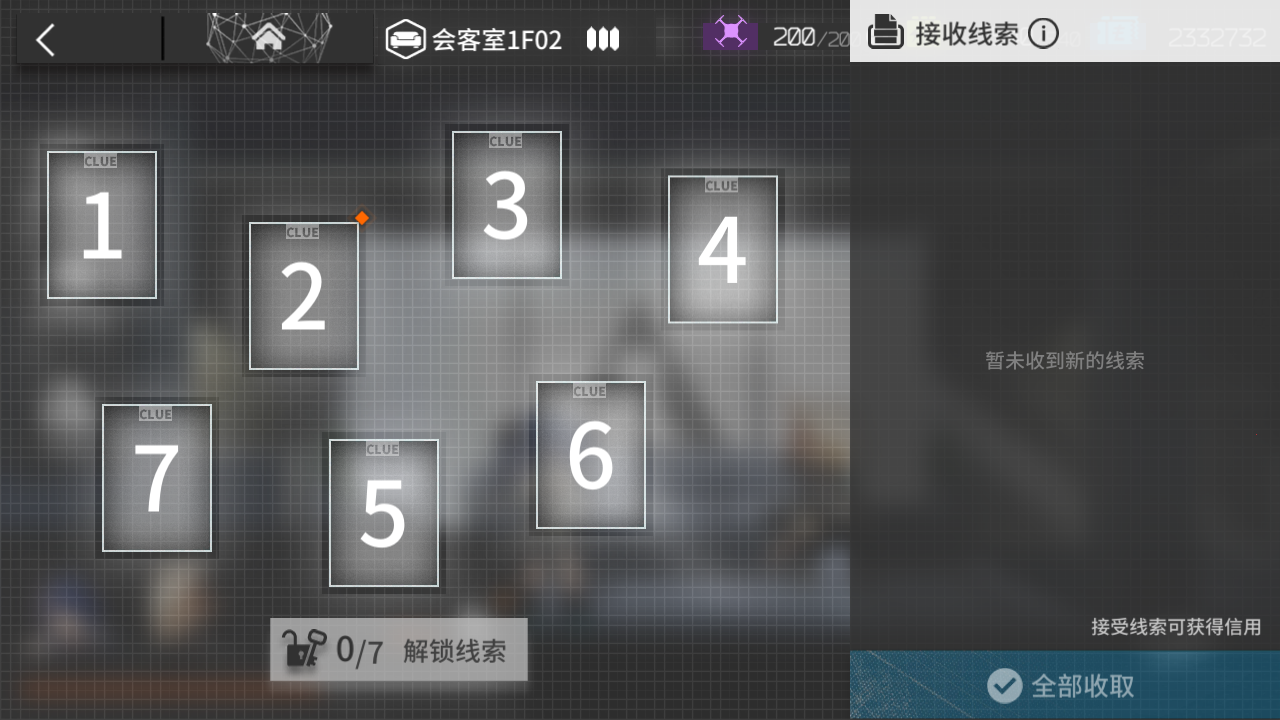 会客室1F02
200/20
接收线索
2332732
CLUE
1
CLUE
2
CLUE
3
CLUE
4
CLUE
7
CLUE
5
CLUE
6
暂未收到新的线索
接受线索可获得信用
0/7 解锁线索
全部收取